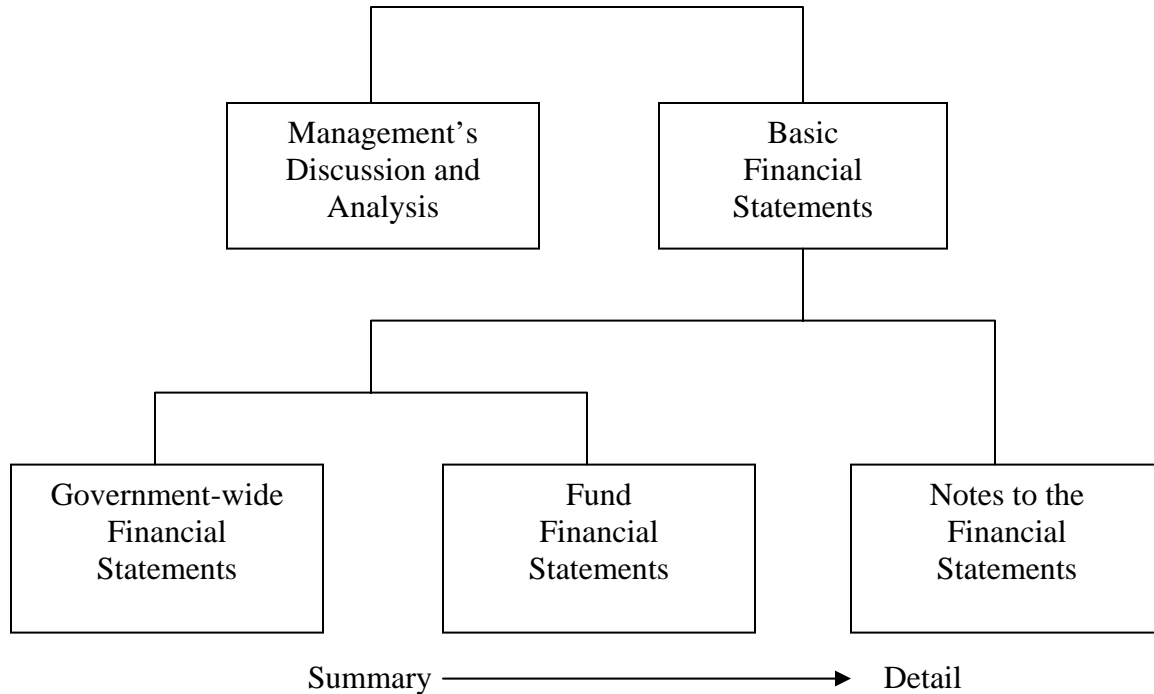 Management’s
Discussion and
Analysis
Basic
Financial
Statements
Government-wide
Financial
Statements
Fund
Financial
Statements
Notes to the
Financial
Statements
Summary
Detail